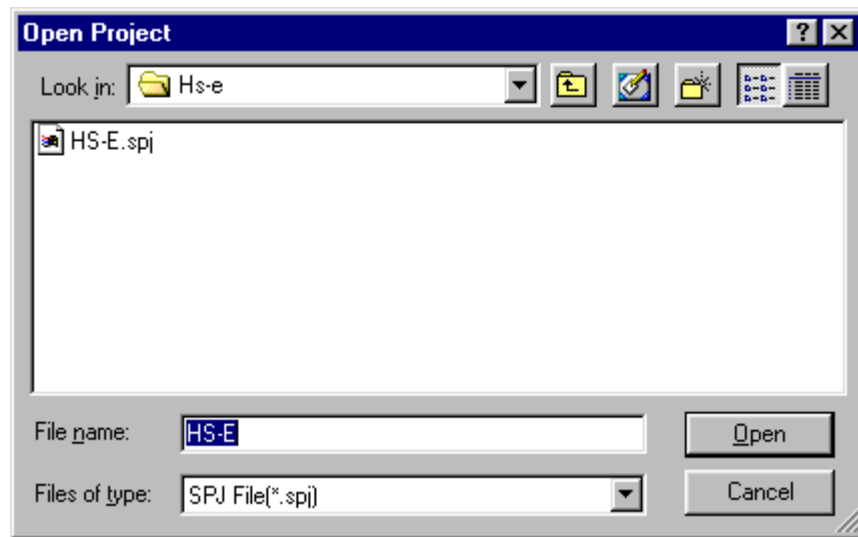 Open Project
Look in: Hs-e
HS-E.spj
File name: HS-E Open
Files of type: SPJ File(*.spj) Cancel